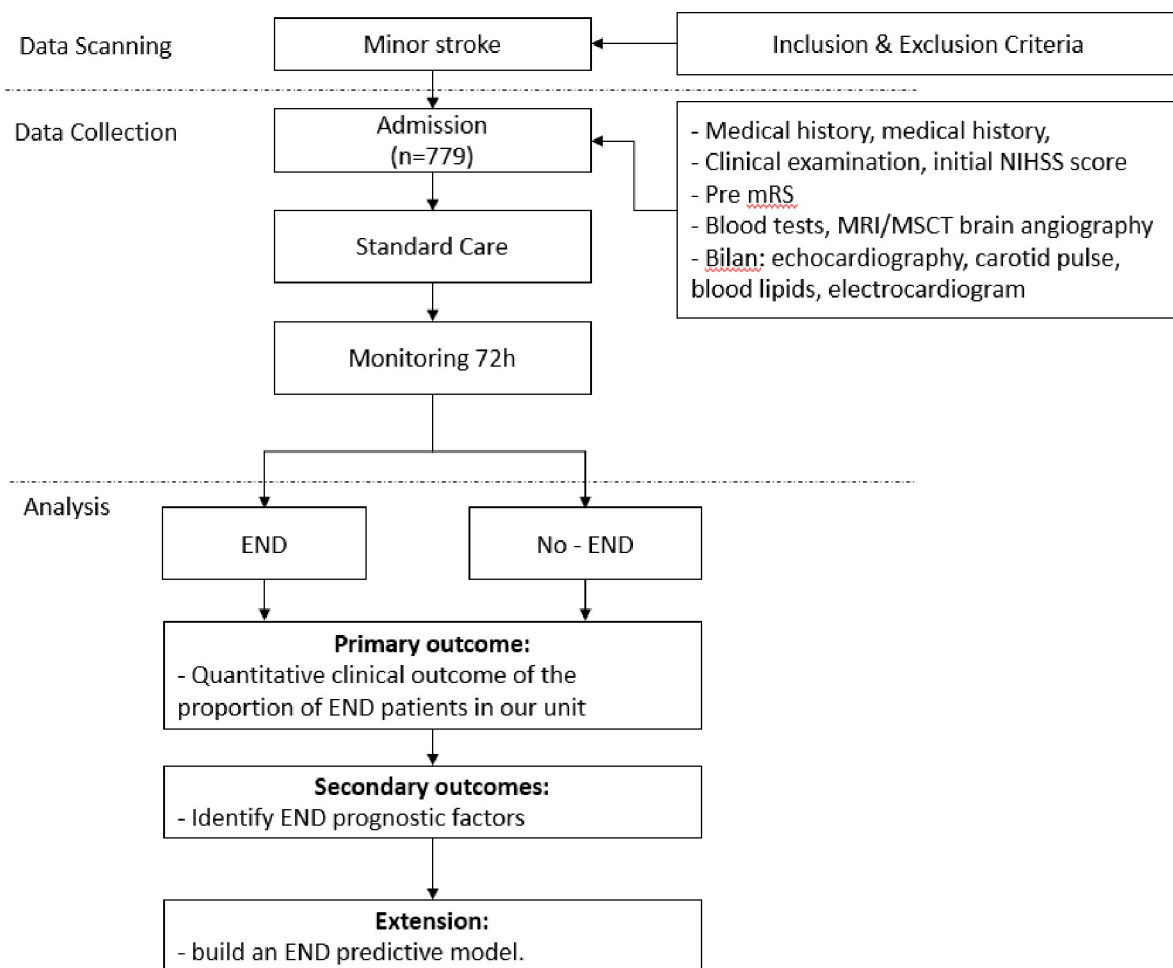 Data Scanning
Minor stroke
Inclusion & Exclusion Criteria
Data Collection
Admission
(n=779)
- Medical history, medical history,
- Clinical examination, initial NIHSS score
- Pre mRS
- Blood tests, MRI/MSCT brain angiography
- Bilan: echocardiography, carotid pulse,
blood lipids, electrocardiogram
Standard Care
Monitoring 72h
Analysis
END
No - END
Primary outcome:
- Quantitative clinical outcome of the
proportion of END patients in our unit
Secondary outcomes:
- Identify END prognostic factors
Extension:
- build an END predictive model.